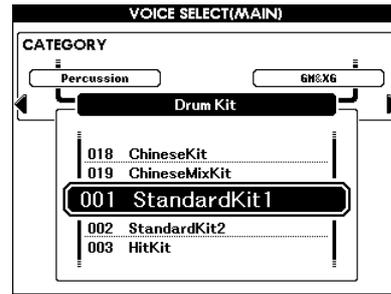 VOICE SELECT(MAIN)
CATEGORY
Percussion
GM&XG
Drum Kit
018 ChineseKit
019 ChineseMixKit
001 StandardKit1
002 StandardKit2
003 HitKit